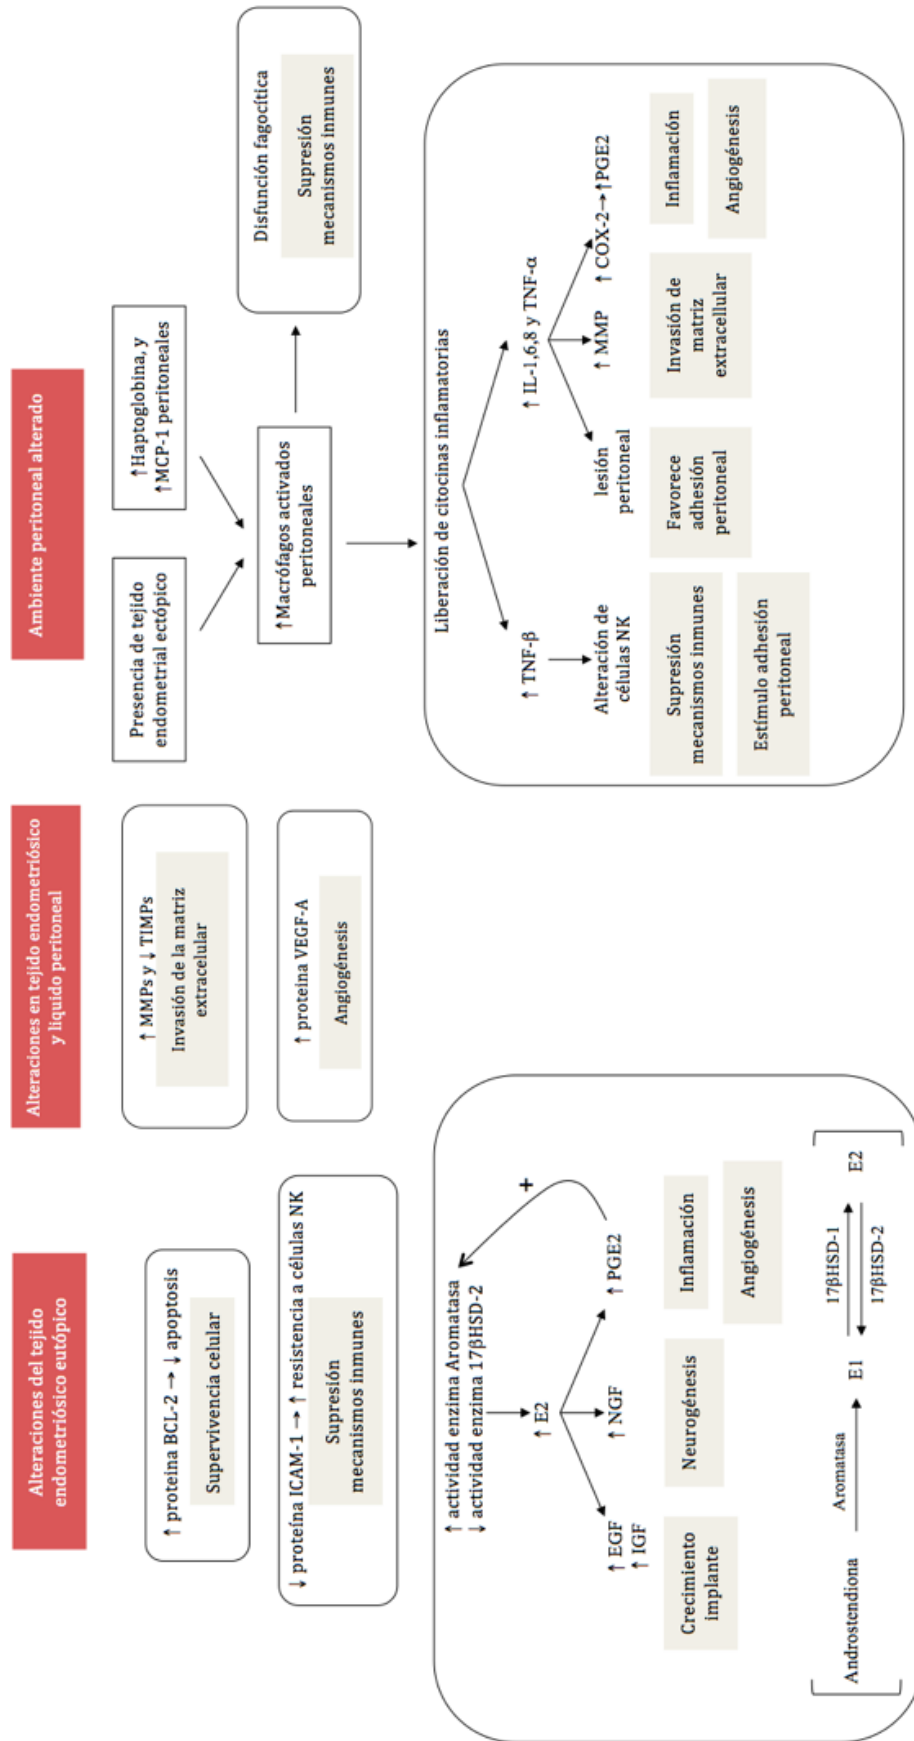 Alteraciones del tejido
endometriósico eutópico
↑ proteina BCL-2 → ↓ apoptosis
Supervivencia celular
↓ proteína ICAM-1 → ↑ resistencia a células NK
Supresión
mecanismos inmunes
↑ actividad enzima Aromatasa
↓ actividad enzima 17βHSD-2
+
↑ E2
↑ EGF
↑ IGF
↑ NGF
↑ PGE2
Crecimiento
implante
Neurogénesis
Inflamación
Angiogénesis
Androstendiona
Aromatasa
E1
17βHSD-1
17βHSD-2
E2
Alteraciones en tejido endometriósico
y liquido peritoneal
↑ MMPs y ↓ TIMPs
Invasión de la matriz
extracelular
↑ proteina VEGF-A
Angiogénesis
Ambiente peritoneal alterado
Presencia de tejido
endometrial ectópico
↑Haptoglobina, y
↑MCP-1 peritoneales
↑Macrófagos activados
peritoneales
Disfunción fagocítica
Supresión
mecanismos inmunes
Liberación de citocinas inflamatorias
↑ TNF-β
↑ IL-1,6,8 y TNF-α
Alteración de
células NK
lesión
peritoneal
↑ MMP
↑ COX-2→↑PGE2
Supresión
mecanismos inmunes
Estímulo adhesión
peritoneal
Favorece
adhesión
peritoneal
Invasión de
matriz
extracellular
Inflamación
Angiogénesis